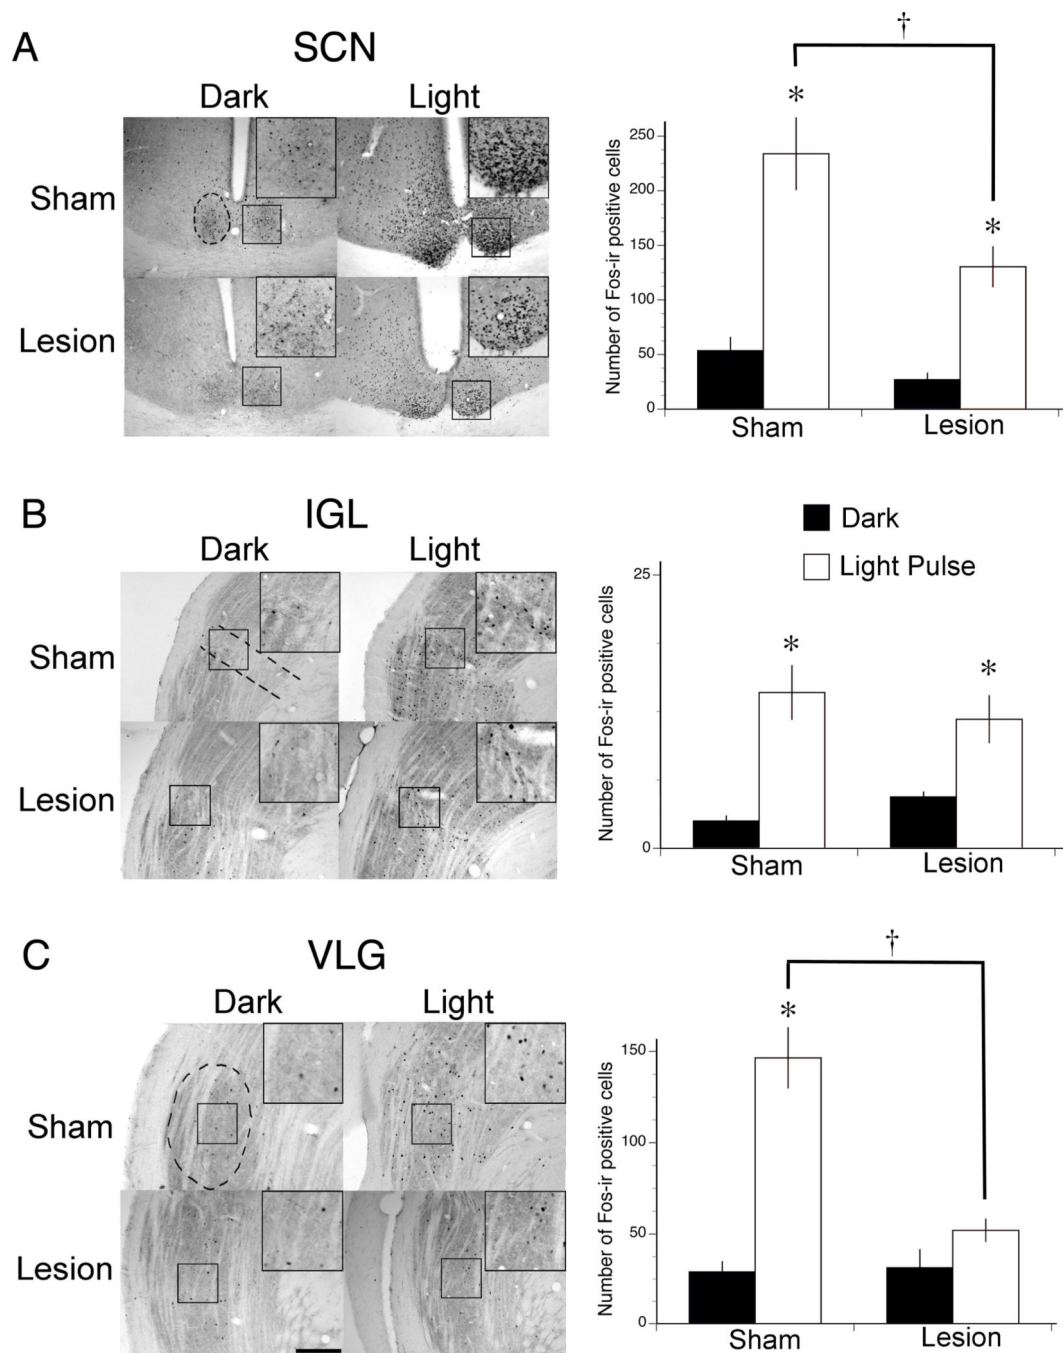 A
SCN
Dark
Light
Sham
Lesion
†
*
*
Number of Fos-ir positive cells
250
200
150
100
50
0
Sham
Lesion
B
IGL
Dark
Light
Sham
Lesion
Dark
Light Pulse
*
*
Number of Fos-ir positive cells
25
0
Sham
Lesion
C
VLG
Dark
Light
Sham
Lesion
†
*
Number of Fos-ir positive cells
150
100
50
0
Sham
Lesion